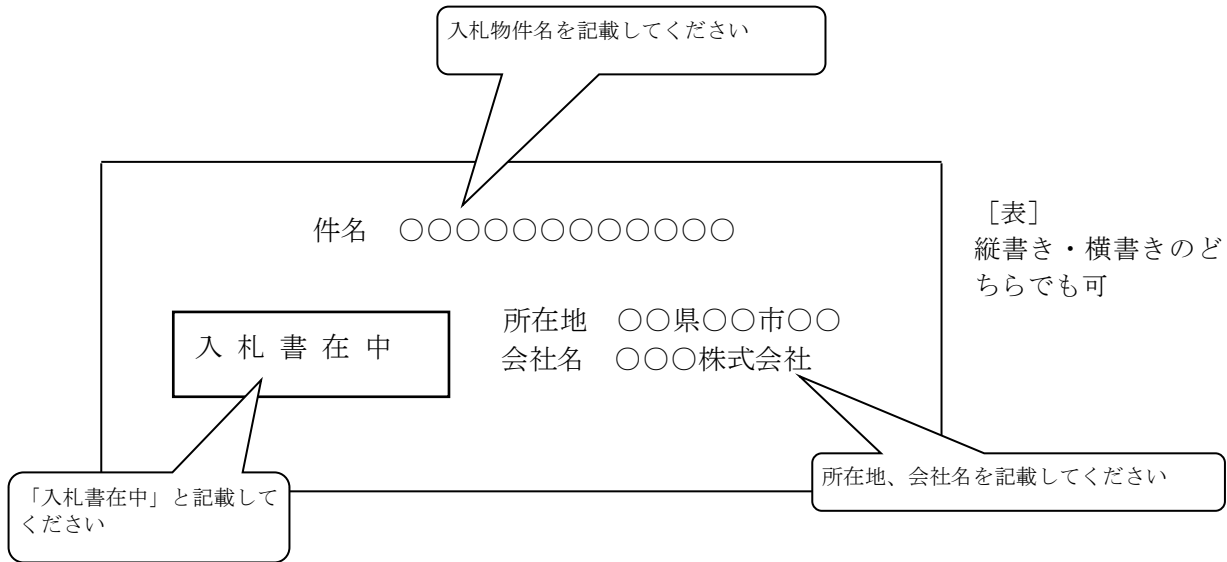 入札物件名を記載してください
件名　○○○○○○○○○○○○
［表］
縦書き・横書きのど
ちらでも可
入 札 書 在 中
所在地　○○県○○市○○
会社名　○○○株式会社
「入札書在中」と記載して
ください
所在地、会社名を記載してください